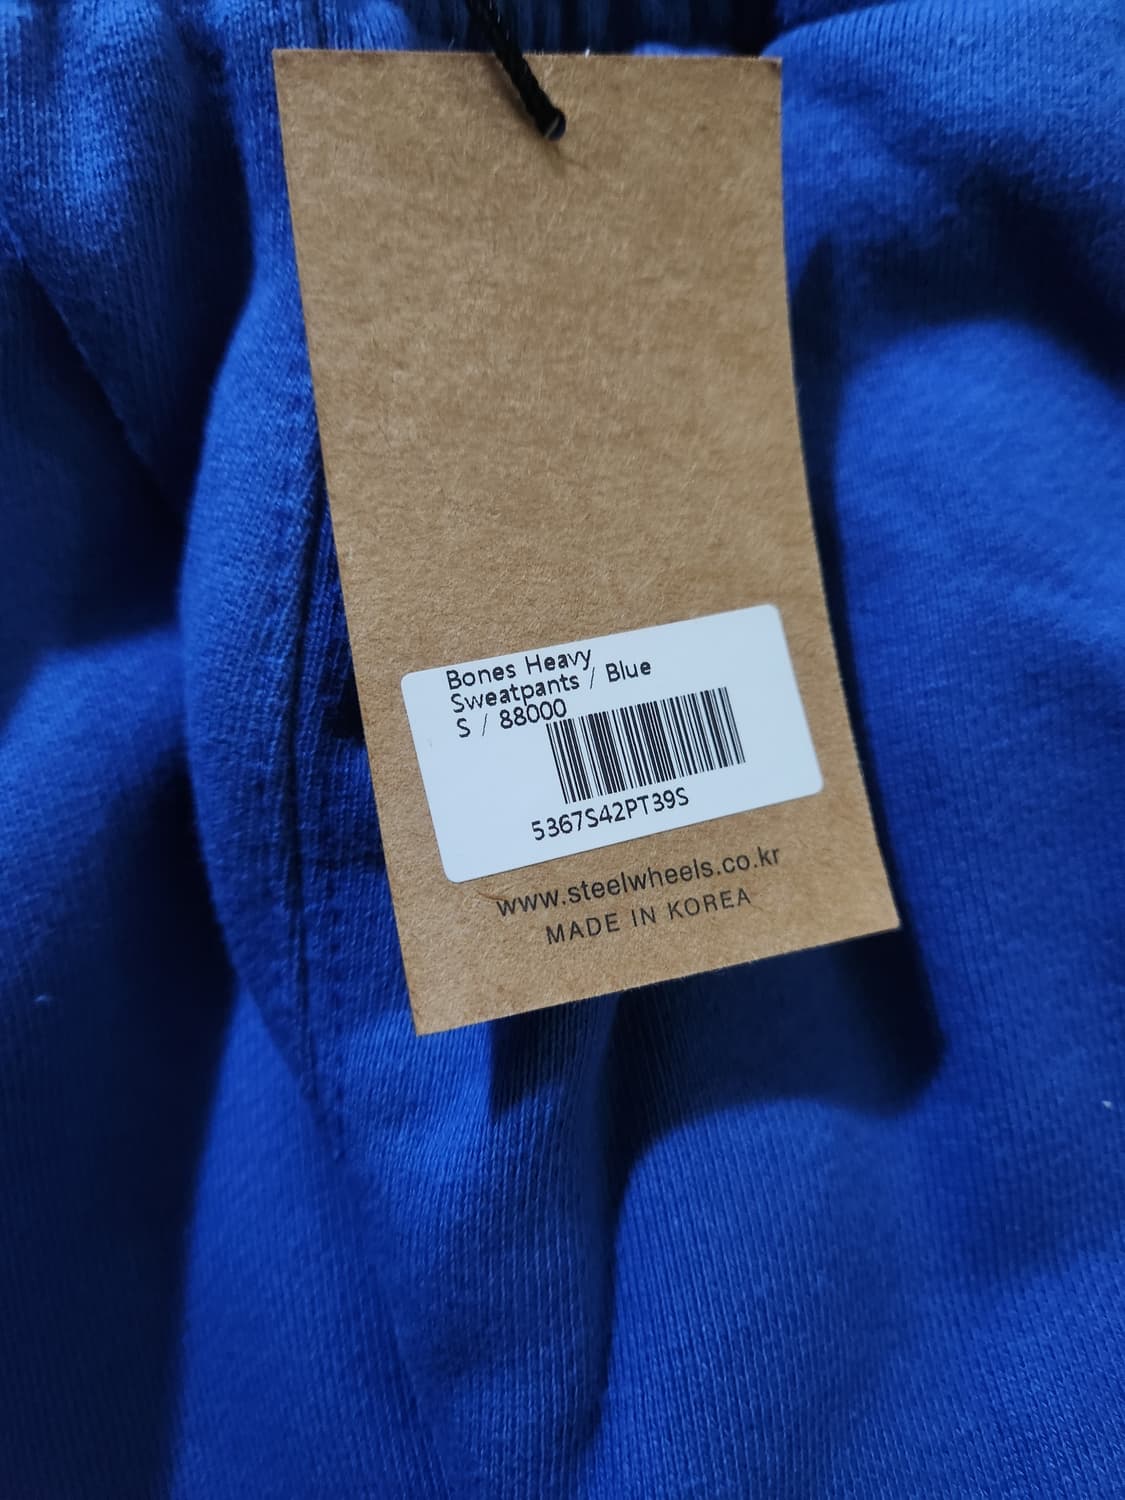 Bones Heavy
Sweatpants / Blue
S / 88000
5367S42PT39S
www.steelwheels.co.kr
MADE IN KOREA